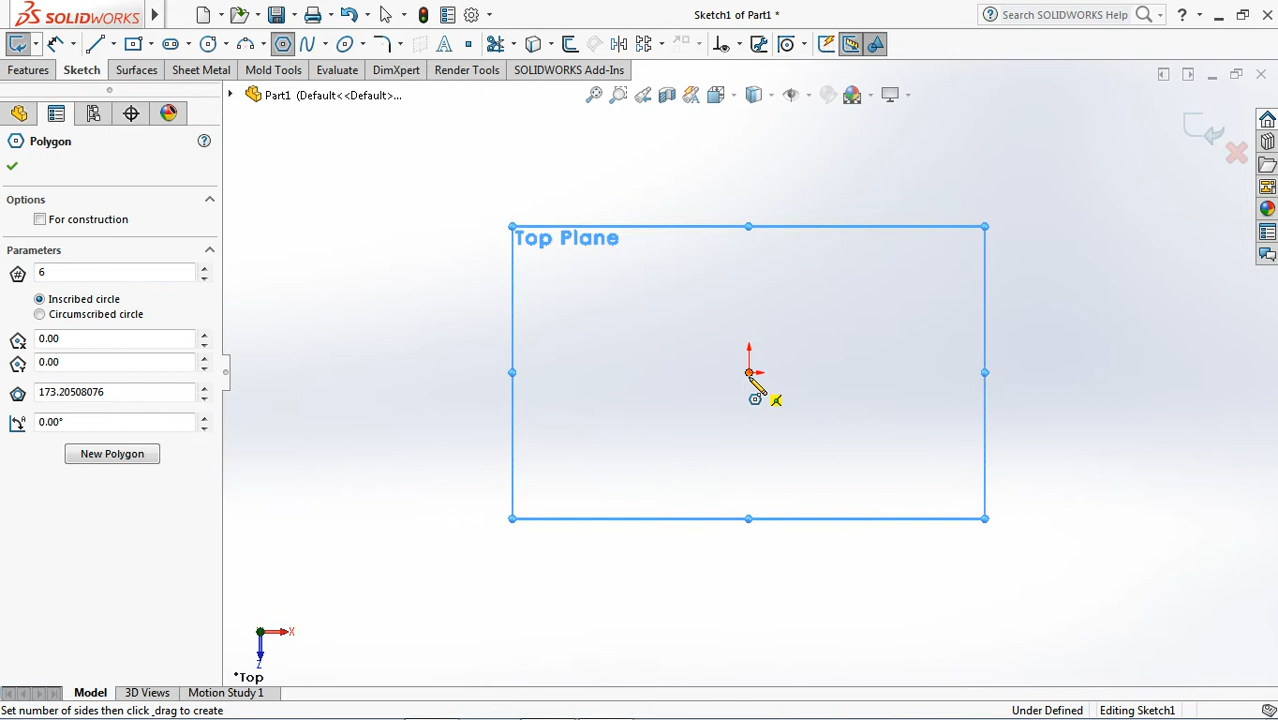 SOLIDWORKS
Sketch1 of Part1 *
Search SOLIDWORKS Help
Features
Sketch
Surfaces
Sheet Metal
Mold Tools
Evaluate
DimXpert
Render Tools
SOLIDWORKS Add-Ins
Part1 (Default<<Default>...
Polygon
Options
For construction
Parameters
6
Inscribed circle
Circumscribed circle
0.00
0.00
173.20508076
0.00°
New Polygon
Top Plane
X
Z
*Top
Model
3D Views
Motion Study 1
Set number of sides then click _drag to create
Under Defined
Editing Sketch1